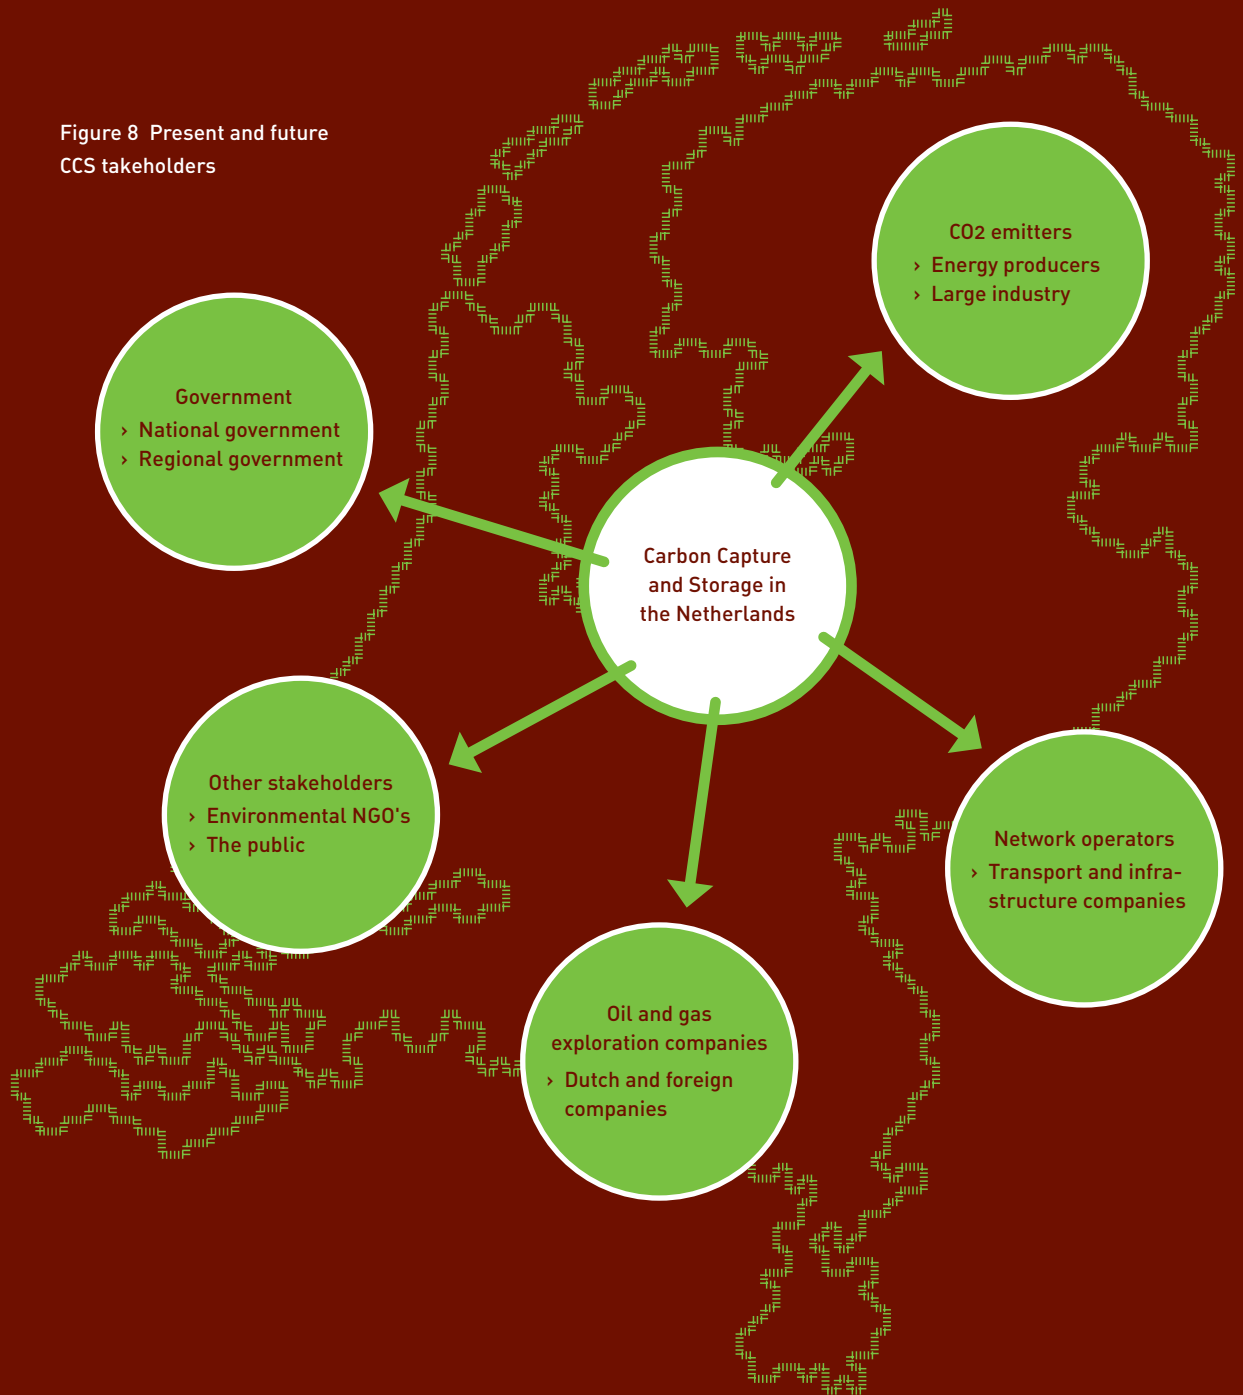 Figure 8 Present and future
CCS takeholders
CO2 emitters
› Energy producers
› Large industry
Government
› National government
› Regional government
Carbon Capture
and Storage in
the Netherlands
Other stakeholders
› Environmental NGO's
› The public
Network operators
› Transport and infra-
structure companies
Oil and gas
exploration companies
› Dutch and foreign
companies